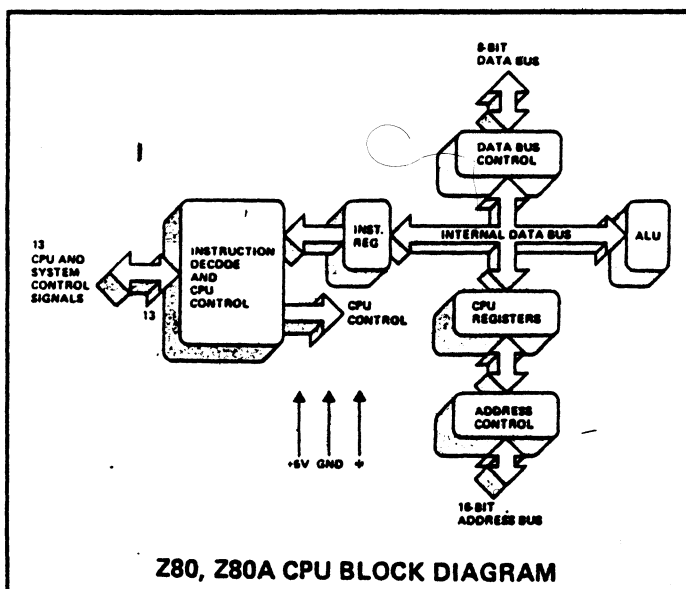 8-BIT
DATA BUS
DATA BUS
CONTROL
13
CPU AND
SYSTEM
CONTROL
SIGNALS
13
INSTRUCTION
DECODE
AND
CPU
CONTROL
INST.
REG
INTERNAL DATA BUS
ALU
CPU
CONTROL
CPU
REGISTERS
ADDRESS
CONTROL
+5V GND Φ
16-BIT
ADDRESS BUS
Z80, Z80A CPU BLOCK DIAGRAM